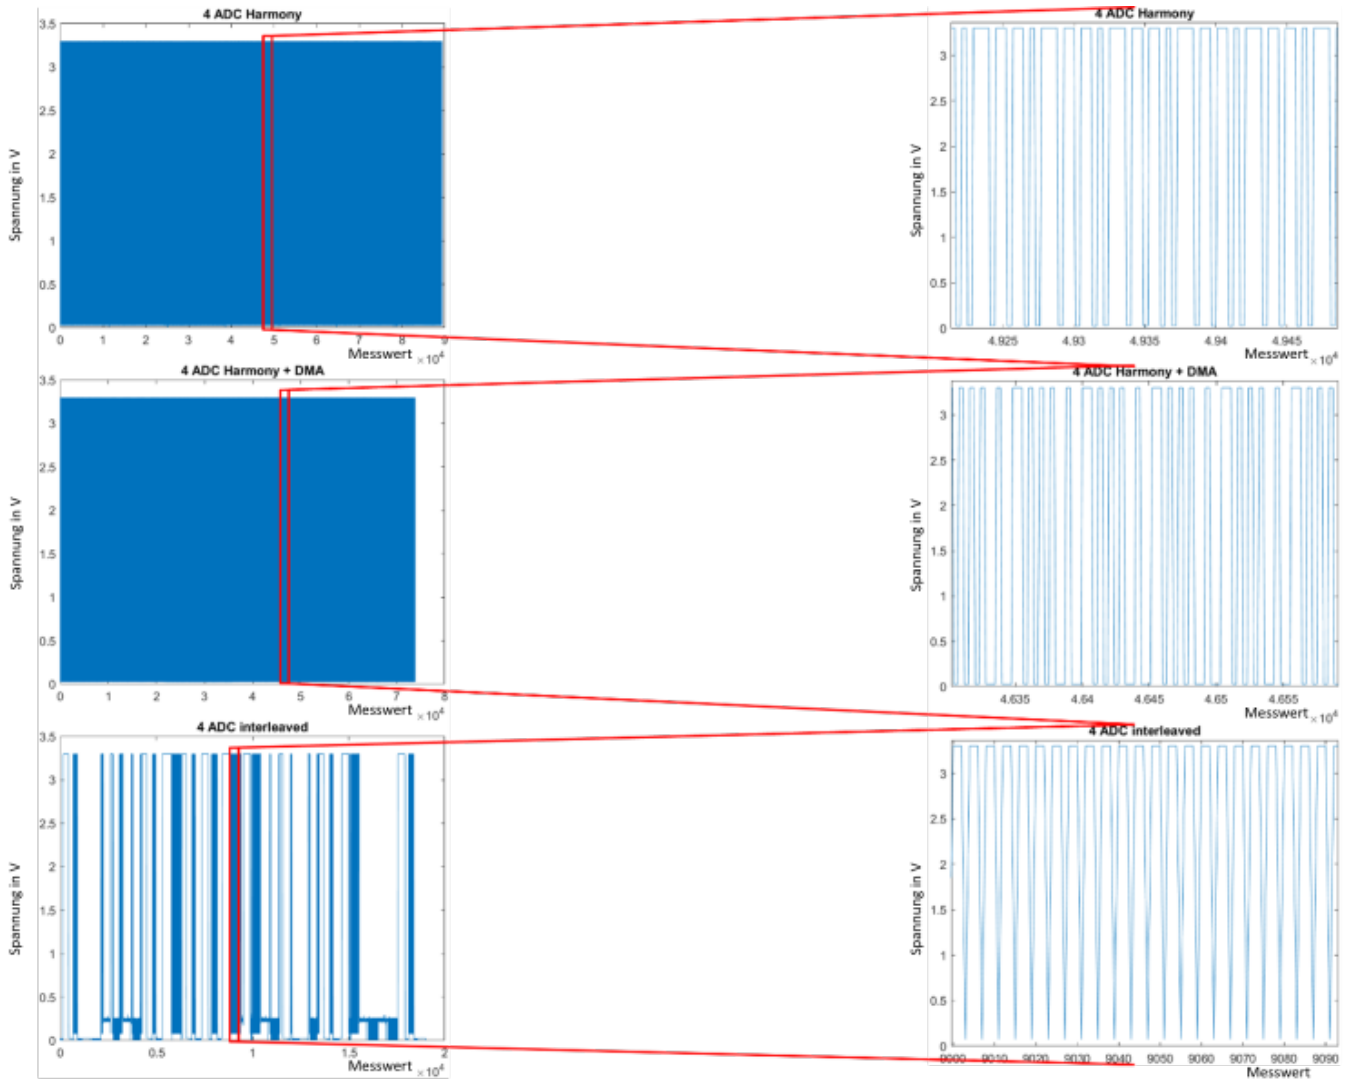 4 ADC Harmony
3.5
3
2.5
2
1.5
1
0.5
0
Spannung in V
0 1 2 3 4 5 6 7 8 9
Messwert ×10⁴
4 ADC Harmony
3
2.5
2
1.5
1
0.5
0
Spannung in V
4.925 4.93 4.935 4.94 4.945
Messwert ×10⁴
4 ADC Harmony + DMA
3.5
3
2.5
2
1.5
1
0.5
0
Spannung in V
0 1 2 3 4 5 6 7 8
Messwert ×10⁴
4 ADC Harmony + DMA
3
2.5
2
1.5
1
0.5
0
Spannung in V
4.635 4.64 4.645 4.65 4.655
Messwert ×10⁴
4 ADC interleaved
3.5
3
2.5
2
1.5
1
0.5
0
Spannung in V
0 0.5 1 1.5 2
Messwert ×10⁴
4 ADC interleaved
3
2.5
2
1.5
1
0.5
0
Spannung in V
9000 9010 9020 9030 9040 9050 9060 9070 9080 9090
Messwert